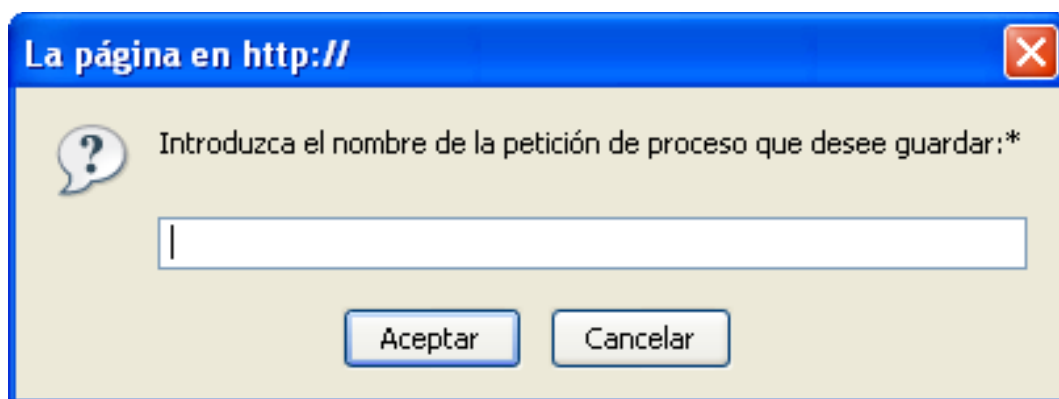 La página en http://
Introduzca el nombre de la petición de proceso que desee guardar:*
Aceptar
Cancelar